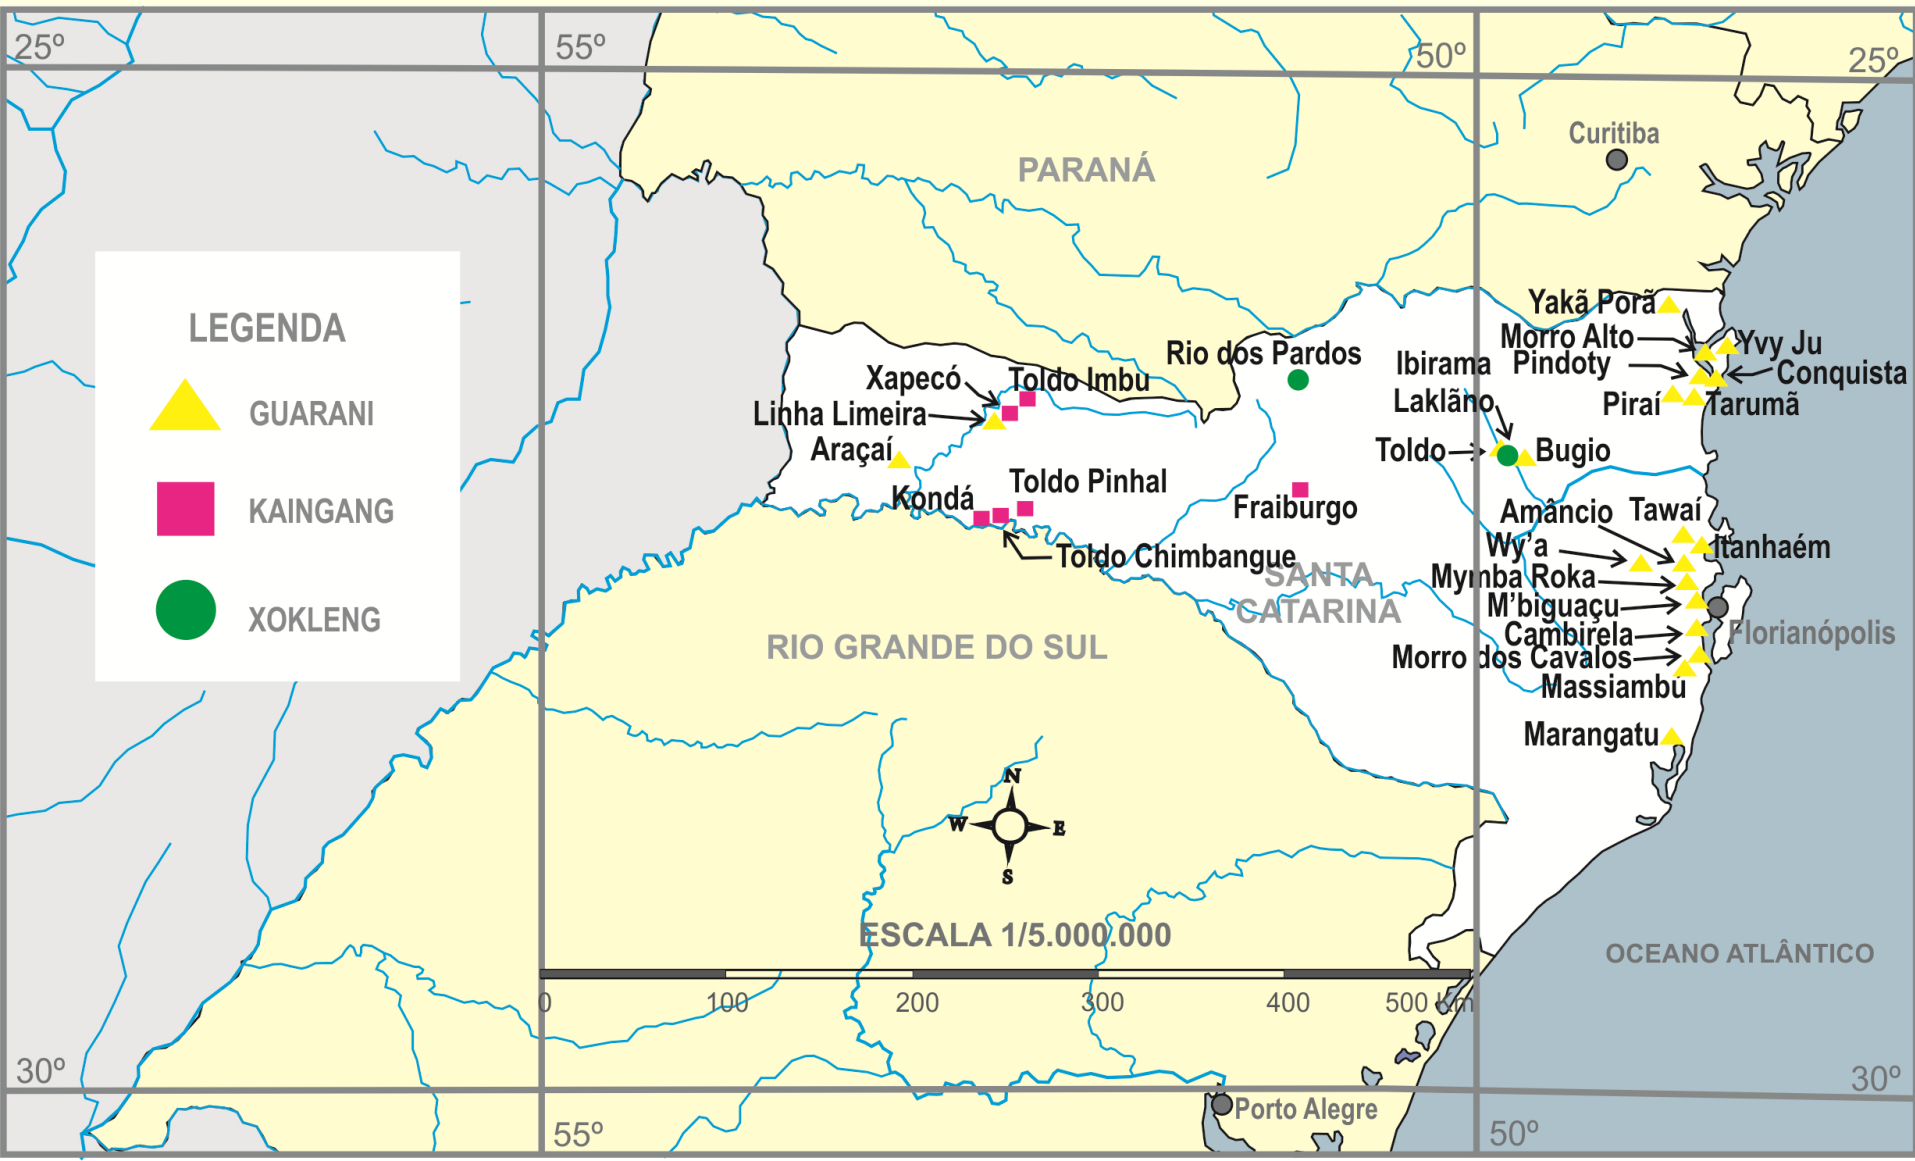 25º
55º
50º
25º
Curitiba
PARANÁ
LEGENDA
GUARANI
KAINGANG
XOKLENG
Yakã Porã
Morro Alto
Yvy Ju
Rio dos Pardos
Ibirama
Pindoty
Conquista
Xapecó
Toldo Imbu
Laklãno
Piraí
Tarumã
Linha Limeira
Araçaí
Toldo
Bugio
Toldo Pinhal
Kondá
Fraiburgo
Amâncio
Tawaí
Toldo Chimbangue
Wy'a
Itanhaém
SANTA
CATARINA
Mymba Roka
M'biguaçu
Cambirela
Florianópolis
RIO GRANDE DO SUL
Morro dos Cavalos
Massiambu
Marangatu
N
W
E
S
ESCALA 1/5.000.000
OCEANO ATLÂNTICO
0
100
200
300
400
500 Km
30º
30º
Porto Alegre
55º
50º